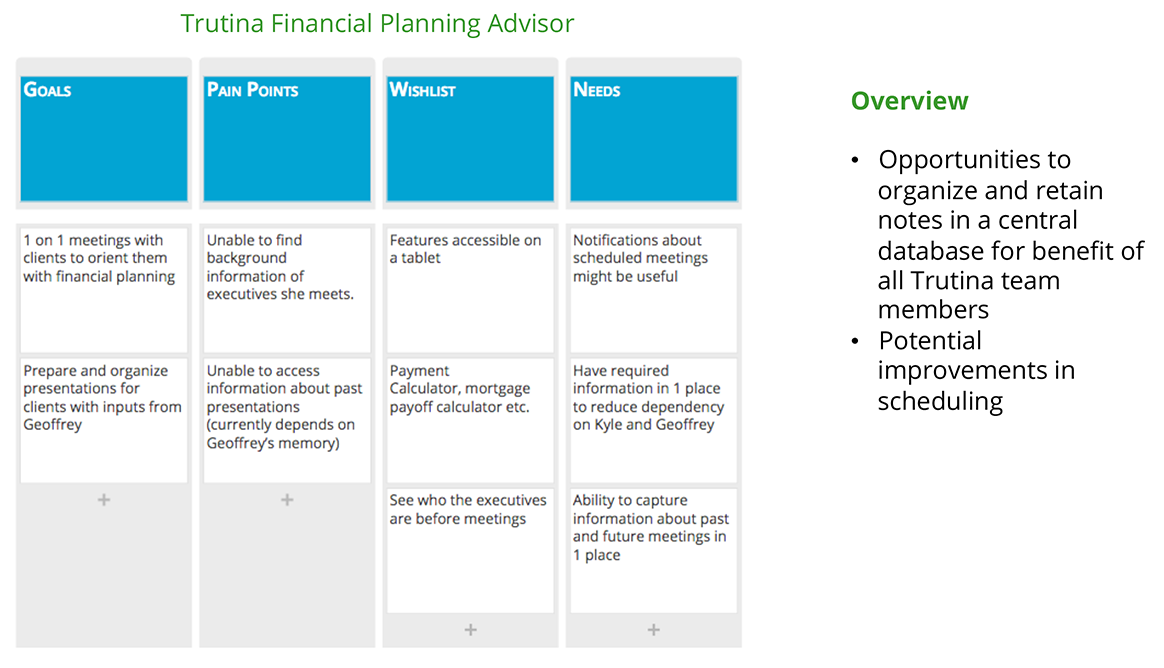 Trutina Financial Planning Advisor
GOALS
PAIN POINTS
WISHLIST
NEEDS
1 on 1 meetings with
clients to orient them
with financial planning
Prepare and organize
presentations for
clients with inputs from
Geoffrey
+
Unable to find
background
information of
executives she meets.
Unable to access
information about past
presentations
(currently depends on
Geoffrey’s memory)
+
Features accessible on
a tablet
Payment
Calculator, mortgage
payoff calculator etc.
See who the executives
are before meetings
+
Notifications about
scheduled meetings
might be useful
Have required
information in 1 place
to reduce dependency
on Kyle and Geoffrey
Ability to capture
information about past
and future meetings in
1 place
+
Overview
• Opportunities to
organize and retain
notes in a central
database for benefit of
all Trutina team
members
• Potential
improvements in
scheduling